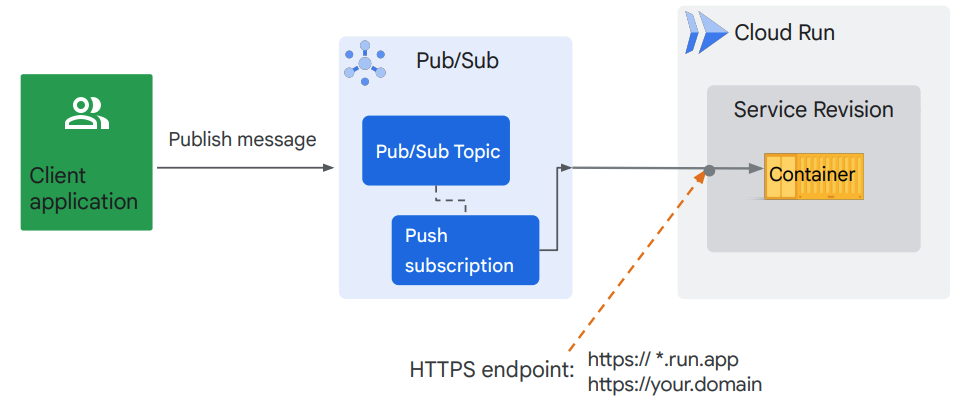 Cloud Run
Pub/Sub
Service Revision
Publish message
Pub/Sub Topic
Container
Client
application
Push
subscription
HTTPS endpoint:
https:// *.run.app
https://your.domain